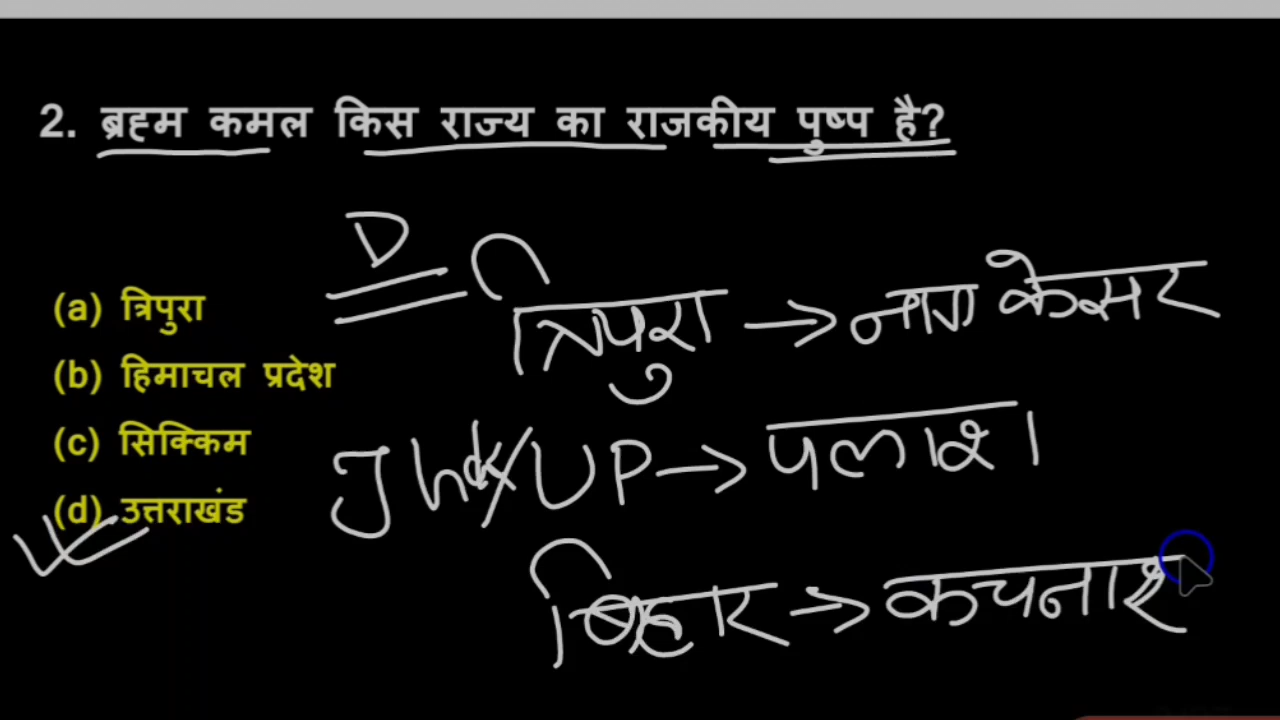 2. ब्रह्म कमल किस राज्य का राजकीय पुष्प है?
D
(a) त्रिपुरा
त्रिपुरा → नाग केसर
(b) हिमाचल प्रदेश
(c) सिक्किम
Jhk/UP → पलाश
(d) उत्तराखंड
बिहार → कचनार